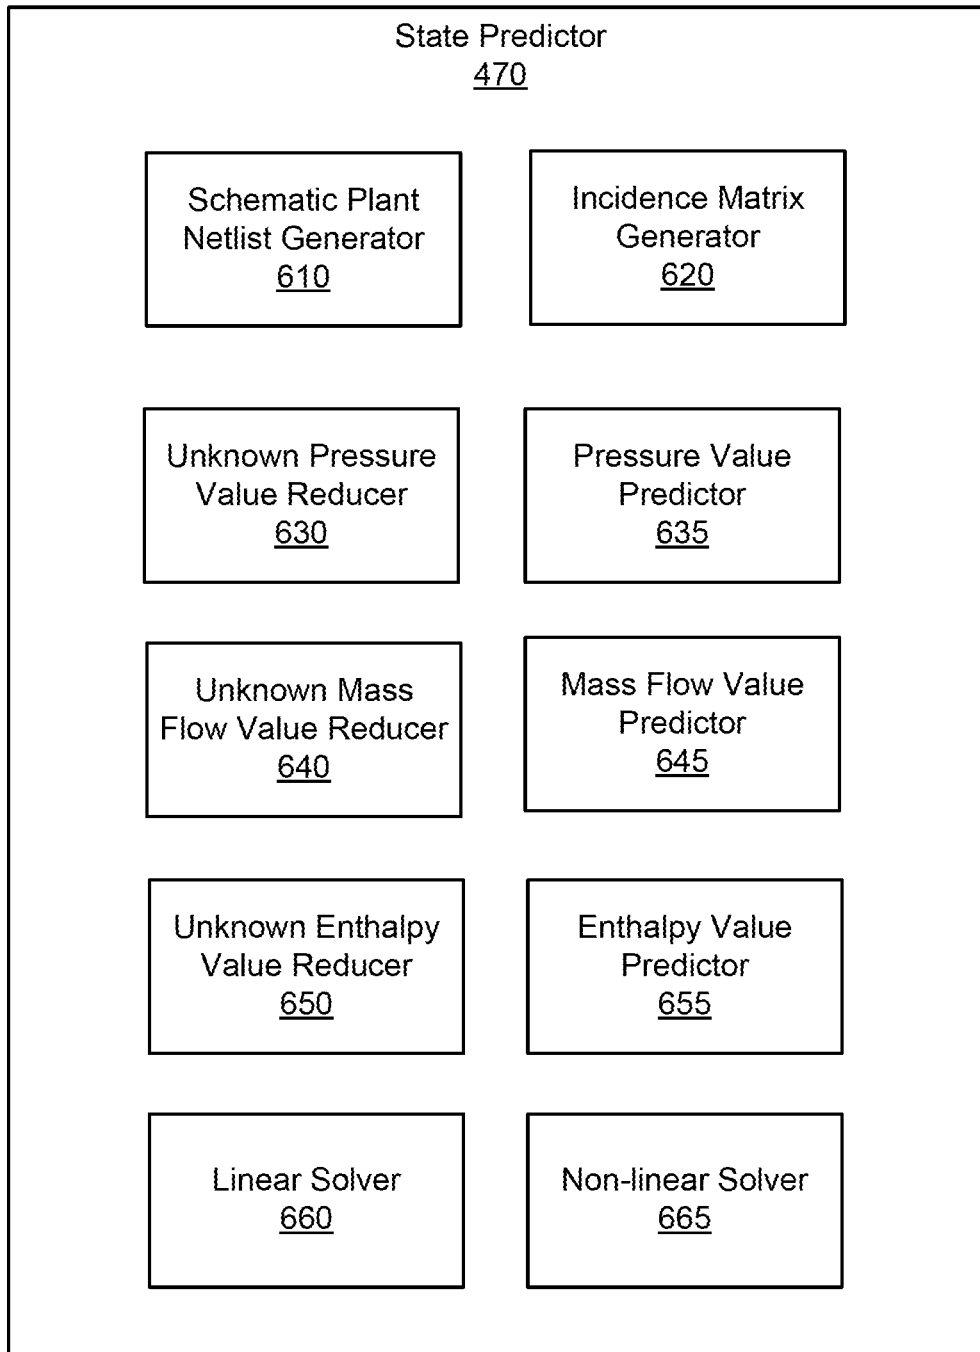 State Predictor
470
Schematic Plant
Netlist Generator
610
Incidence Matrix
Generator
620
Unknown Pressure
Value Reducer
630
Pressure Value
Predictor
635
Unknown Mass
Flow Value Reducer
640
Mass Flow Value
Predictor
645
Unknown Enthalpy
Value Reducer
650
Enthalpy Value
Predictor
655
Linear Solver
660
Non-linear Solver
665